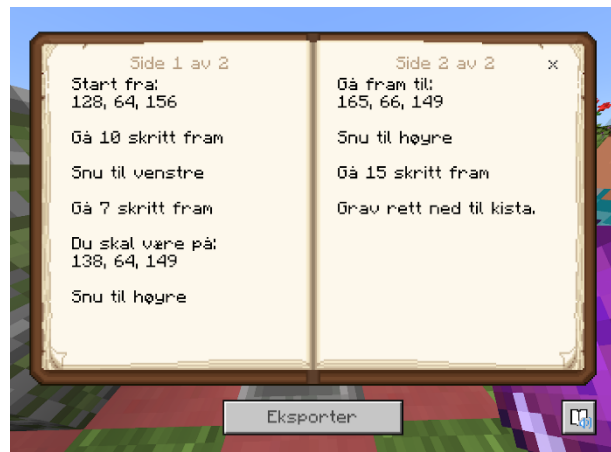 Side 1 av 2
Start fra:
128, 64, 156
Gå 10 skritt fram
Snu til venstre
Gå 7 skritt fram
Du skal være på:
138, 64, 149
Snu til høyre
Side 2 av 2
x
Gå fram til:
165, 66, 149
Snu til høyre
Gå 15 skritt fram
Grav rett ned til kista.
Eksporter